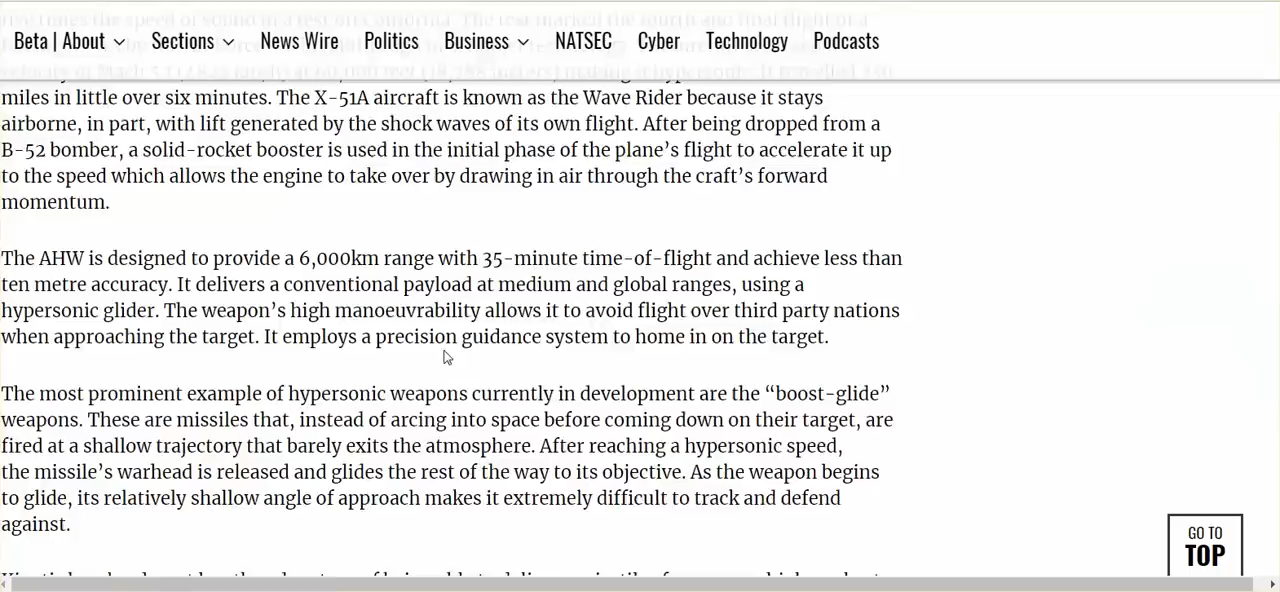 Beta | About Sections News Wire Politics Business NATSEC Cyber Technology Podcasts
miles in little over six minutes. The X-51A aircraft is known as the Wave Rider because it stays
airborne, in part, with lift generated by the shock waves of its own flight. After being dropped from a
B-52 bomber, a solid-rocket booster is used in the initial phase of the plane’s flight to accelerate it up
to the speed which allows the engine to take over by drawing in air through the craft’s forward
momentum.
The AHW is designed to provide a 6,000km range with 35-minute time-of-flight and achieve less than
ten metre accuracy. It delivers a conventional payload at medium and global ranges, using a
hypersonic glider. The weapon’s high manoeuvrability allows it to avoid flight over third party nations
when approaching the target. It employs a precision guidance system to home in on the target.
The most prominent example of hypersonic weapons currently in development are the “boost-glide”
weapons. These are missiles that, instead of arcing into space before coming down on their target, are
fired at a shallow trajectory that barely exits the atmosphere. After reaching a hypersonic speed,
the missile’s warhead is released and glides the rest of the way to its objective. As the weapon begins
to glide, its relatively shallow angle of approach makes it extremely difficult to track and defend
against.
GO TO
TOP